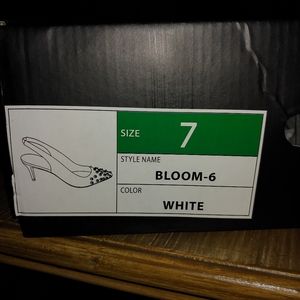 SIZE 7
STYLE NAME
BLOOM-6
COLOR
WHITE